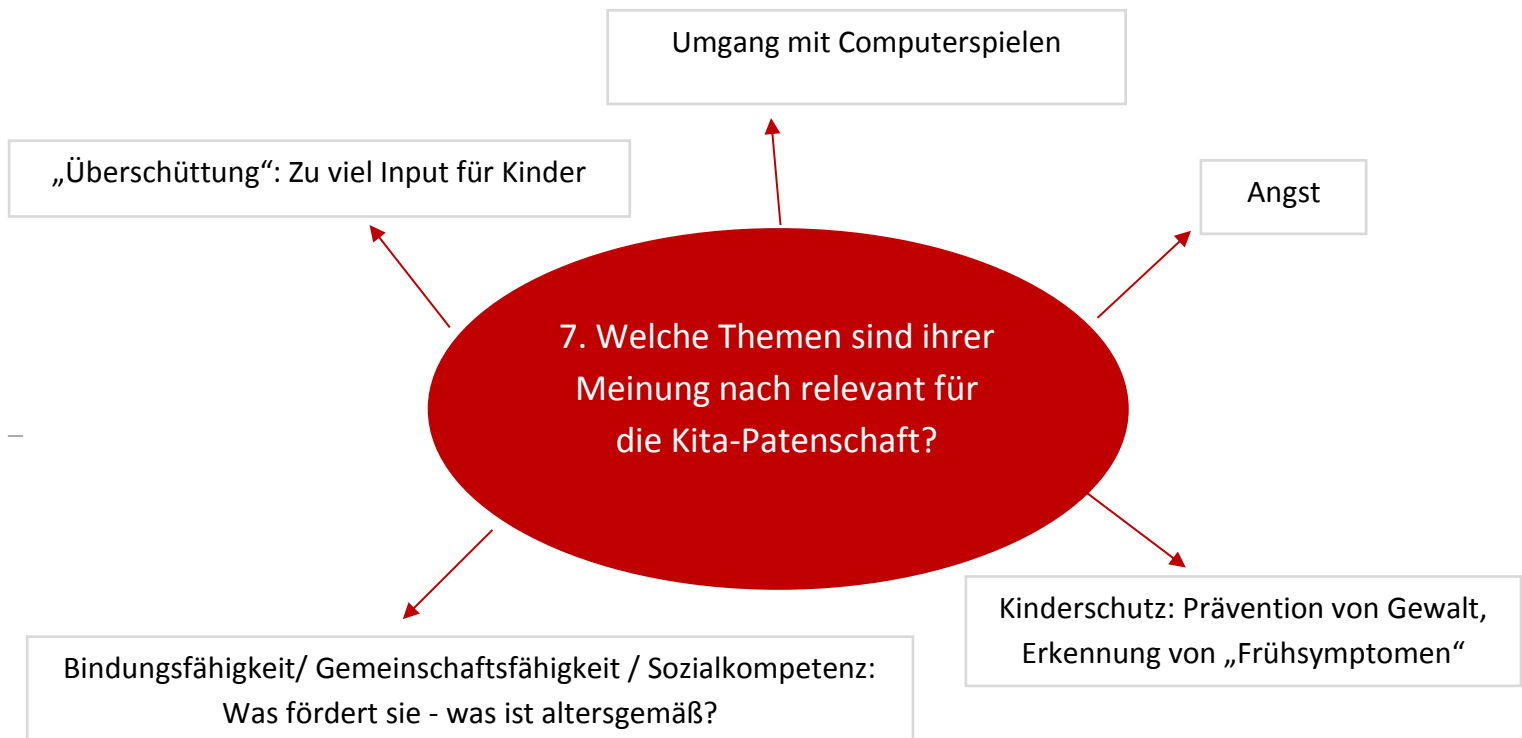 Umgang mit Computerspielen
„Überschüttung“: Zu viel Input für Kinder
Angst
7. Welche Themen sind ihrer
Meinung nach relevant für
die Kita-Patenschaft?
Kinderschutz: Prävention von Gewalt,
Erkennung von „Frühsymptomen“
Bindungsfähigkeit/ Gemeinschaftsfähigkeit / Sozialkompetenz:
Was fördert sie - was ist altersgemäß?